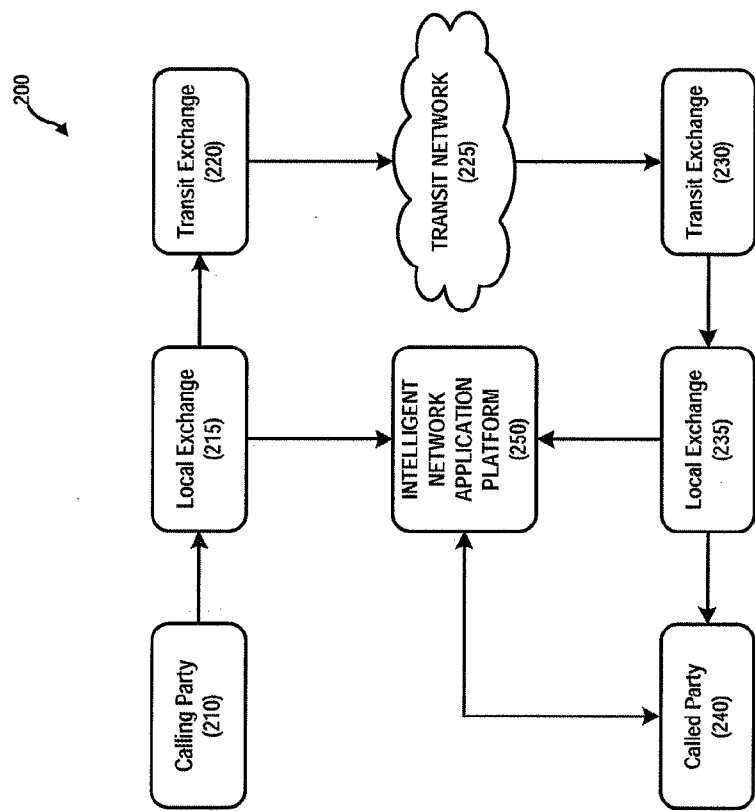 200
Calling Party
(210)
Local Exchange
(215)
Transit Exchange
(220)
TRANSIT NETWORK
(225)
INTELLIGENT
NETWORK
APPLICATION
PLATFORM
(250)
Called Party
(240)
Local Exchange
(235)
Transit Exchange
(230)